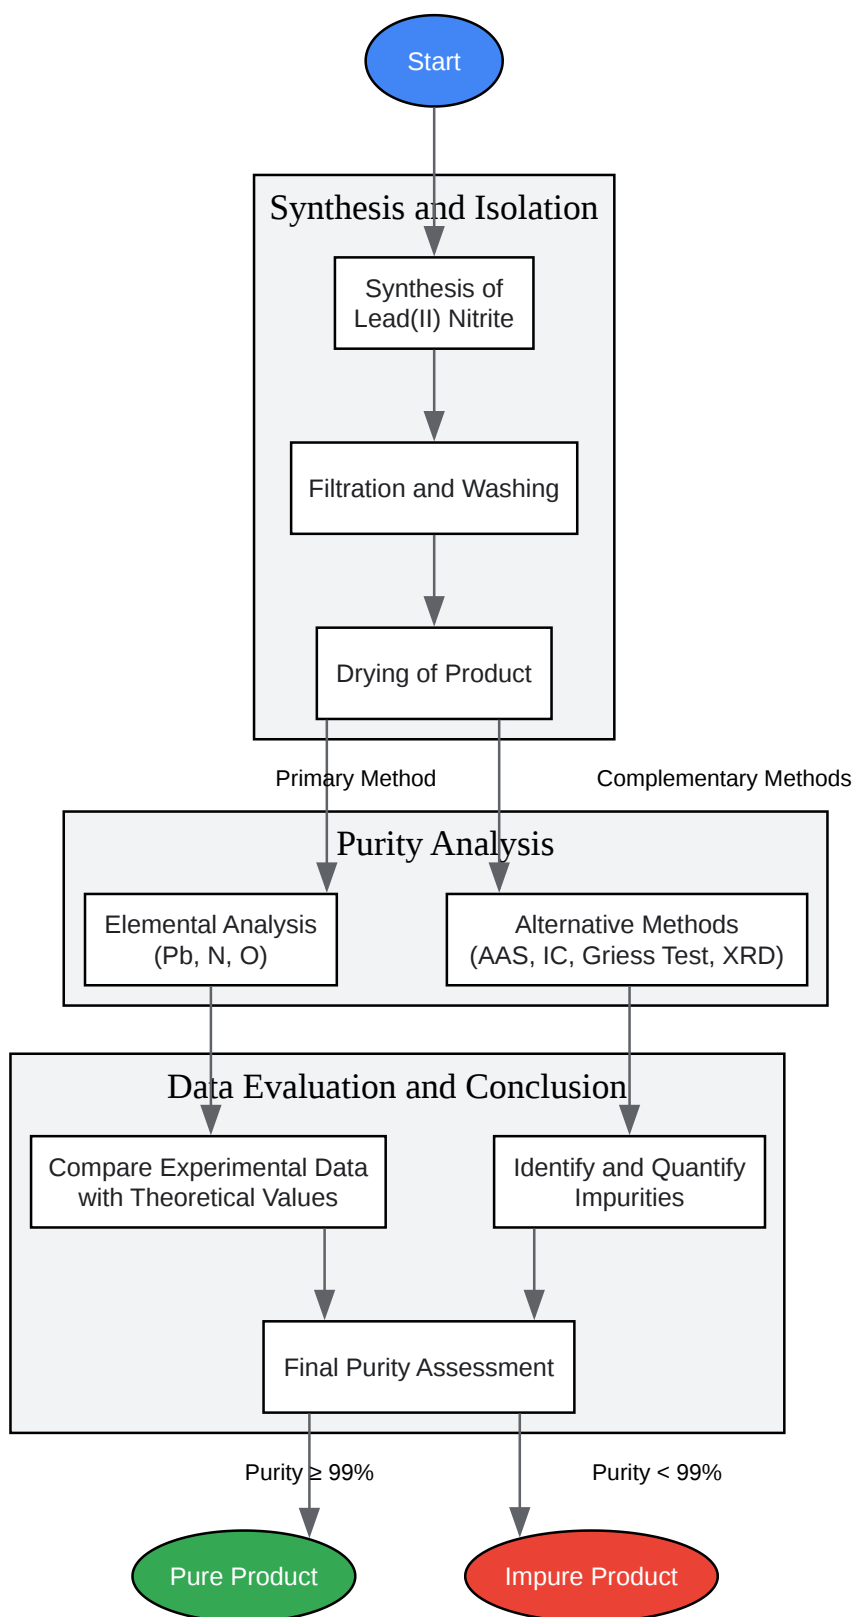 Start
Synthesis and Isolation
Synthesis of
Lead(II) Nitrite
Filtration and Washing
Drying of Product
Primary Method
Complementary Methods
Purity Analysis
Elemental Analysis
(Pb, N, O)
Alternative Methods
(AAS, IC, Griess Test, XRD)
Data Evaluation and Conclusion
Compare Experimental Data
with Theoretical Values
Identify and Quantify
Impurities
Final Purity Assessment
Purity ≥ 99%
Purity < 99%
Pure Product
Impure Product